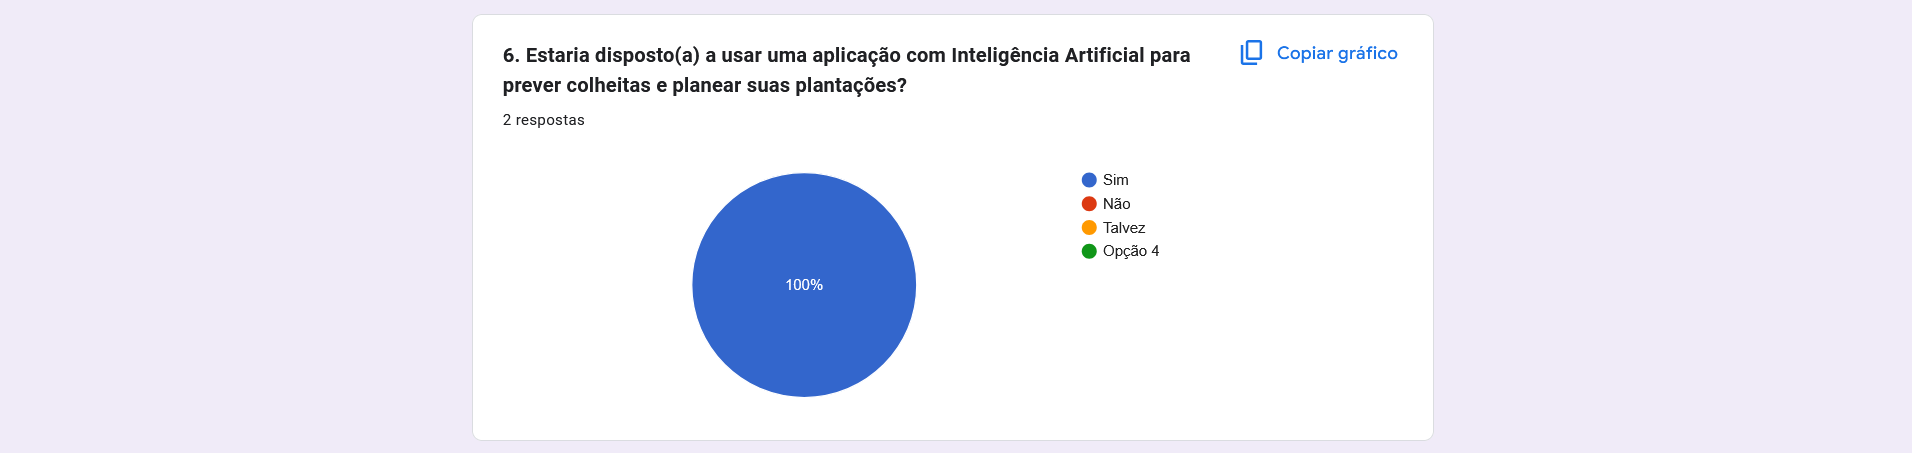 6. Estaria disposto(a) a usar uma aplicação com Inteligência Artificial para
prever colheitas e planear suas plantações?
Copiar gráfico
2 respostas
100%
Sim
Não
Talvez
Opção 4